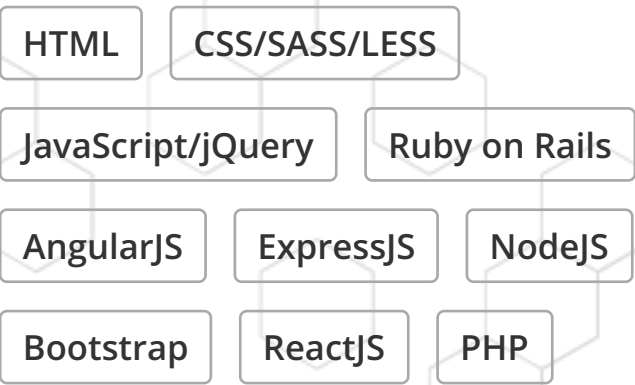 HTML CSS/SASS/LESS
JavaScript/jQuery Ruby on Rails
AngularJS ExpressJS NodeJS
Bootstrap ReactJS PHP